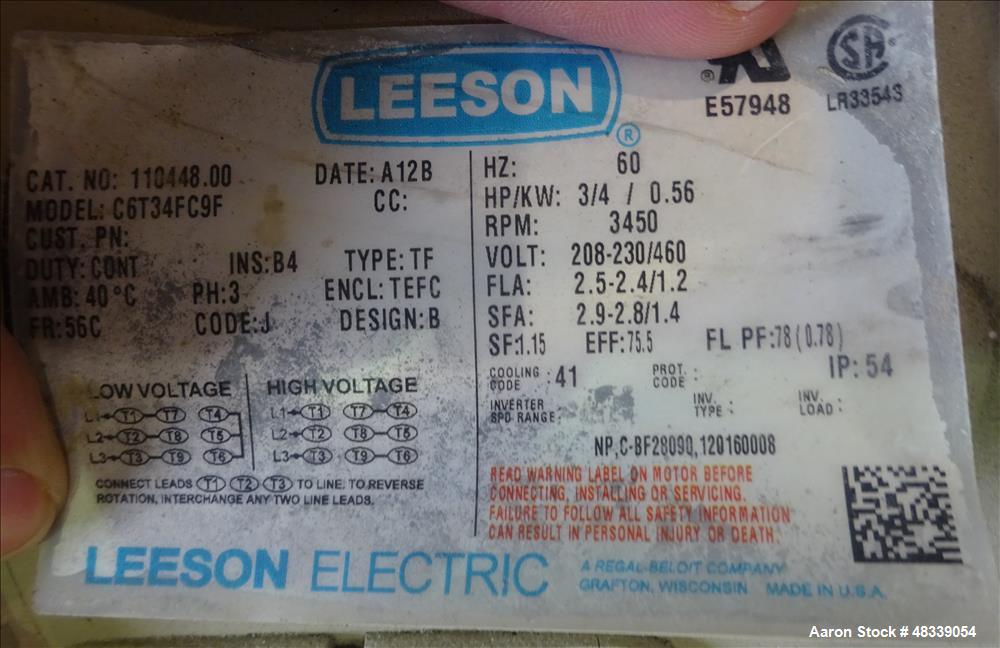 LEESON
®
E57948 LR33543
CAT. NO: 110448.00 DATE: A12B
MODEL: C6T34FC9F CC:
CUST. PN:
DUTY: CONT INS: B4 TYPE: TF
AMB: 40°C PH: 3 ENCL: TEFC
FR: 56C CODE: J DESIGN: B
HZ: 60
HP/KW: 3/4 / 0.56
RPM: 3450
VOLT: 208-230/460
FLA: 2.5-2.4/1.2
SFA: 2.9-2.8/1.4
SF:1.15 EFF:75.5 FL PF:78(0.78)
COOLING CODE : 41 PROT. CODE : IP: 54
INVERTER SPD RANGE: INV. TYPE : INV. LOAD :
NP,C-BF28090,120160008
LOW VOLTAGE HIGH VOLTAGE
L1 T1 T7 T4 L1 T1 T7 T4
L2 T2 T8 T5 L2 T2 T8 T5
L3 T3 T9 T6 L3 T3 T9 T6
CONNECT LEADS T1 T2 T3 TO LINE. TO REVERSE
ROTATION, INTERCHANGE ANY TWO LINE LEADS.
READ WARNING LABEL ON MOTOR BEFORE
CONNECTING, INSTALLING OR SERVICING.
FAILURE TO FOLLOW ALL SAFETY INFORMATION
CAN RESULT IN PERSONAL INJURY OR DEATH.
LEESON ELECTRIC
A REGAL-BELOIT COMPANY
GRAFTON, WISCONSIN MADE IN U.S.A.
Aaron Stock # 48339054